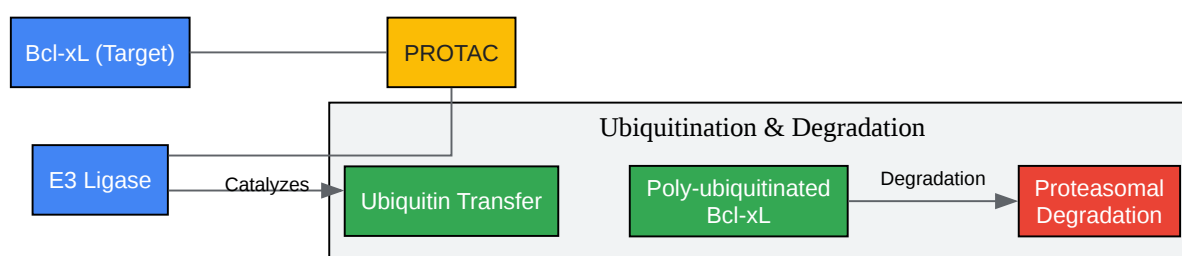 Bcl-xL (Target)
PROTAC
Ubiquitination & Degradation
E3 Ligase
Catalyzes
Ubiquitin Transfer
Poly-ubiquitinated
Bcl-xL
Degradation
Proteasomal
Degradation